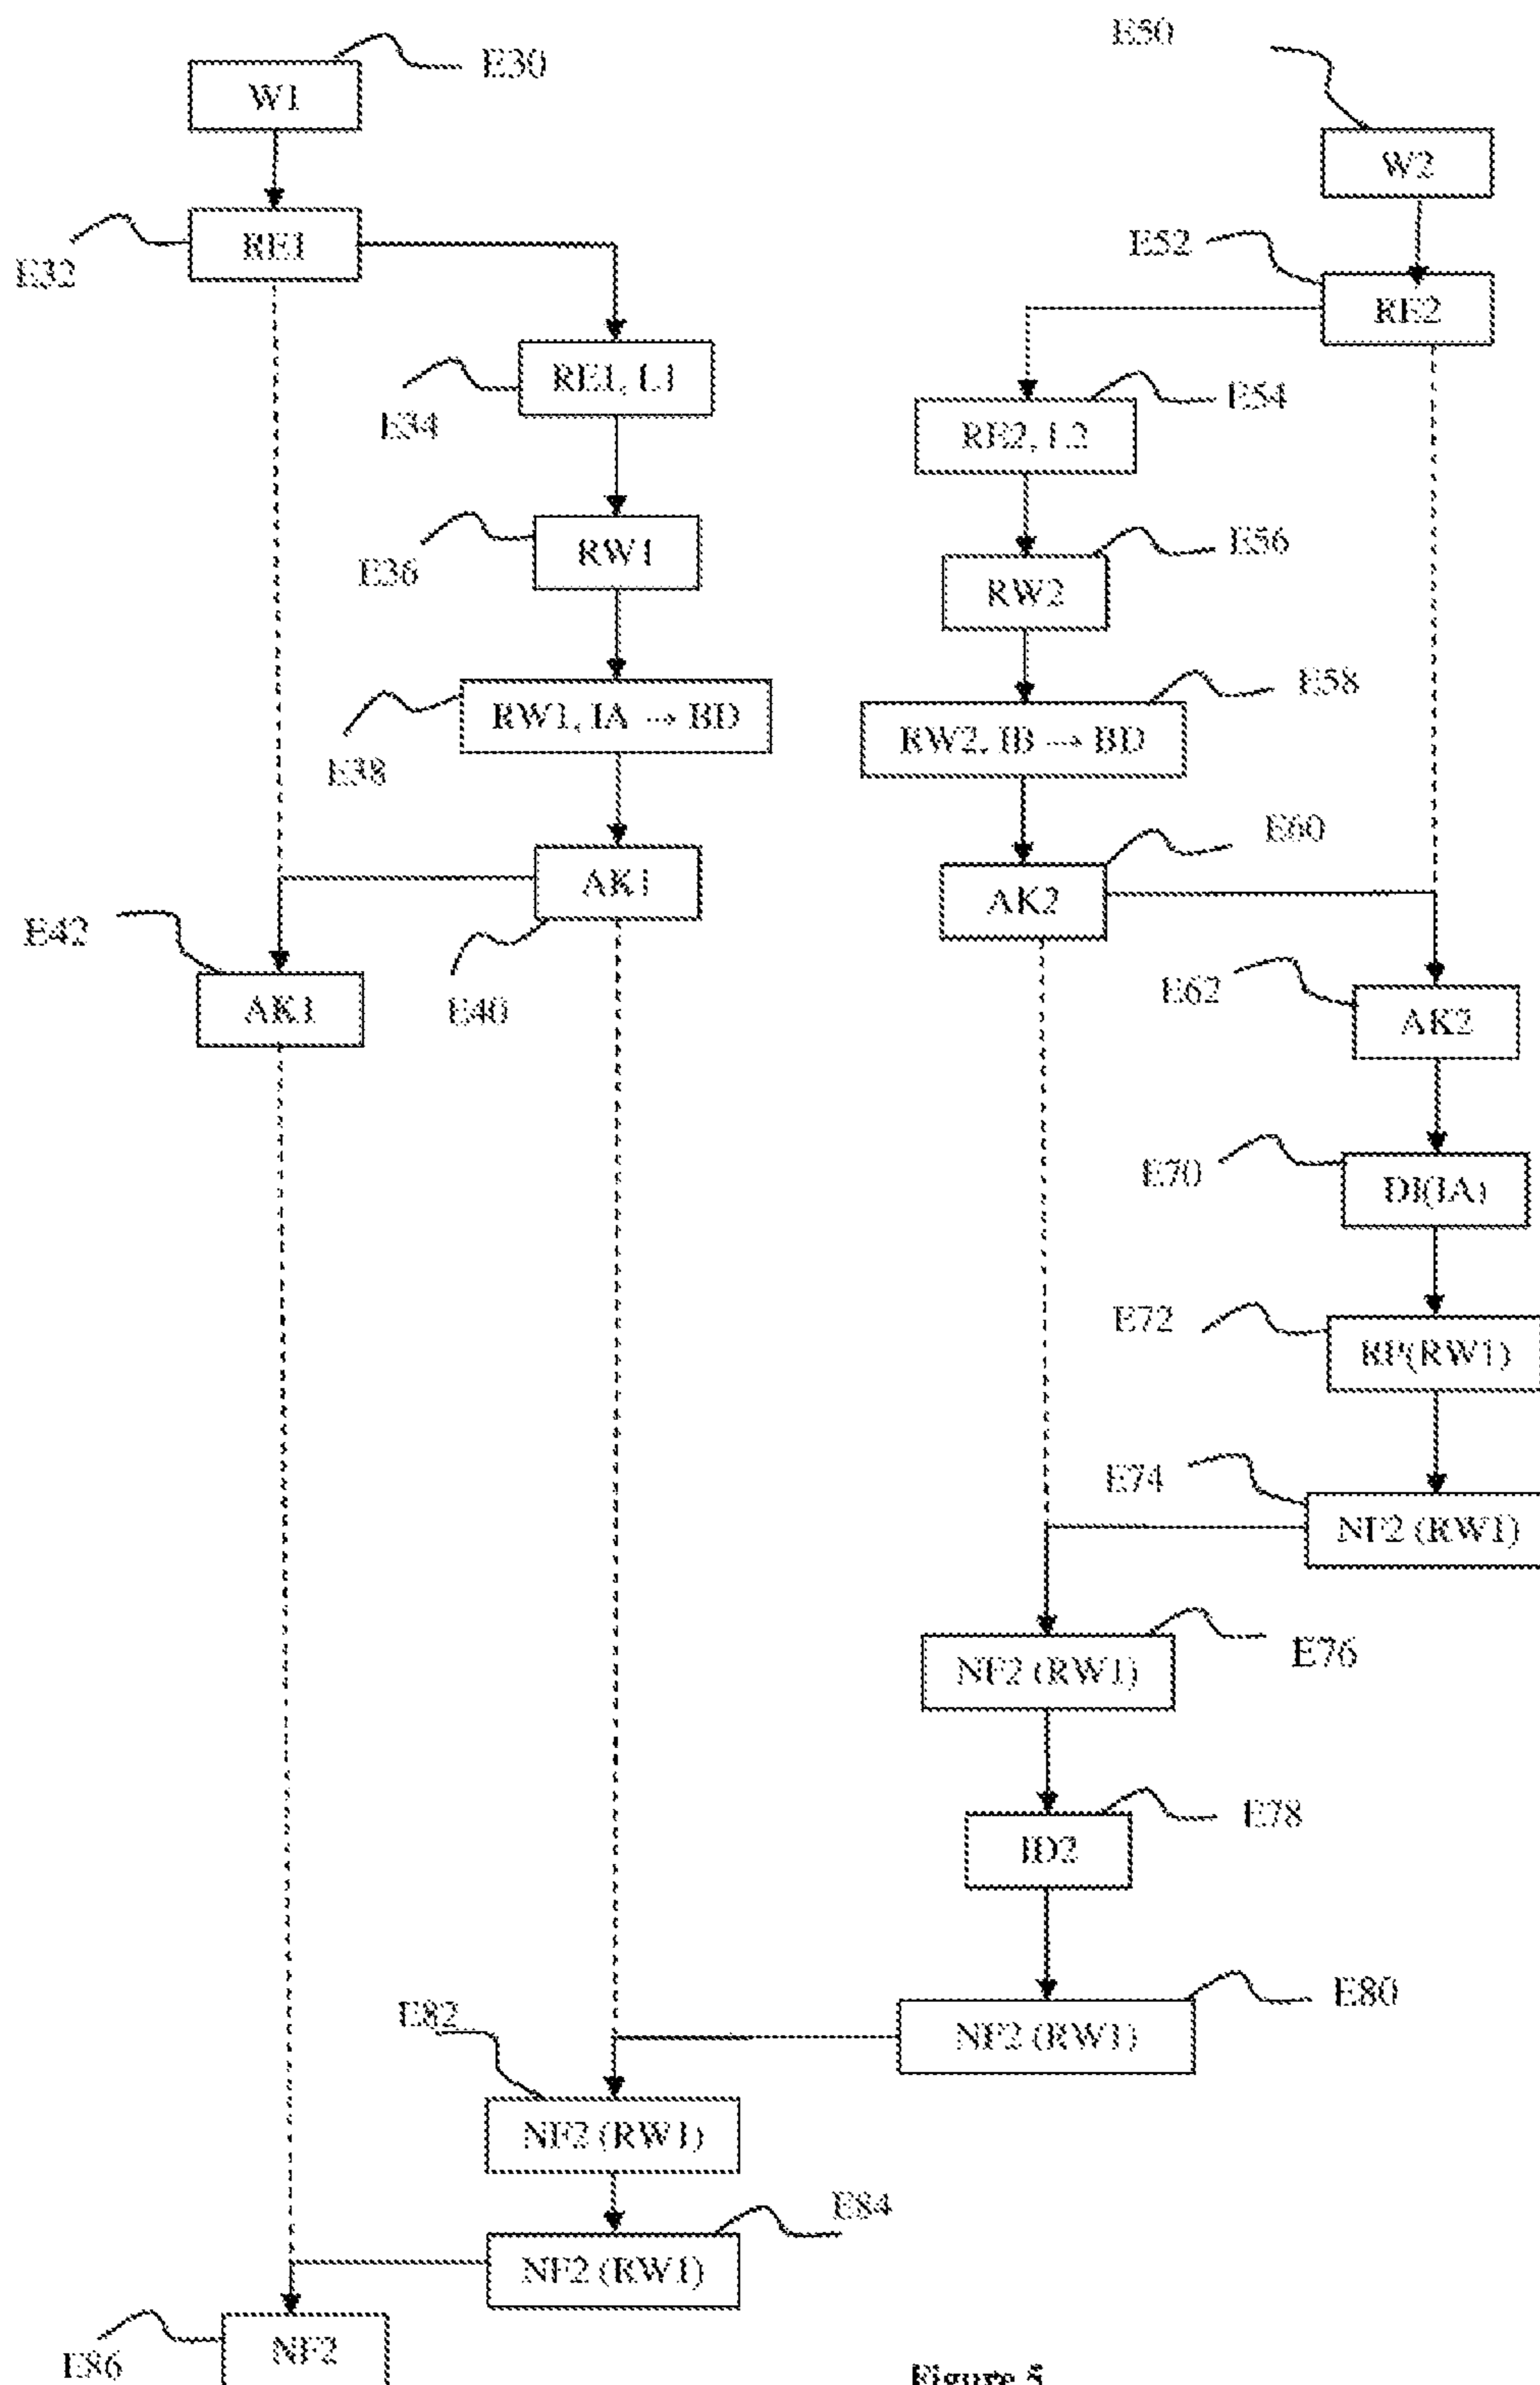 E50
E30
W1
W2
E52
RE1
E32
RE2
RE1, L1
E54
E34
RE2, L2
E56
RW1
E36
RW2
E58
RW1, IA → BD
RW2, IB → BD
E38
E60
AK1
AK2
E42
E62
AK1
E40
AK2
E70
DI(IA)
E72
RP(RW1)
E74
NF2 (RW1)
E76
NF2 (RW1)
E78
ID2
E80
E82
NF2 (RW1)
NF2 (RW1)
E84
NF2 (RW1)
NF2
E86
Figure 5